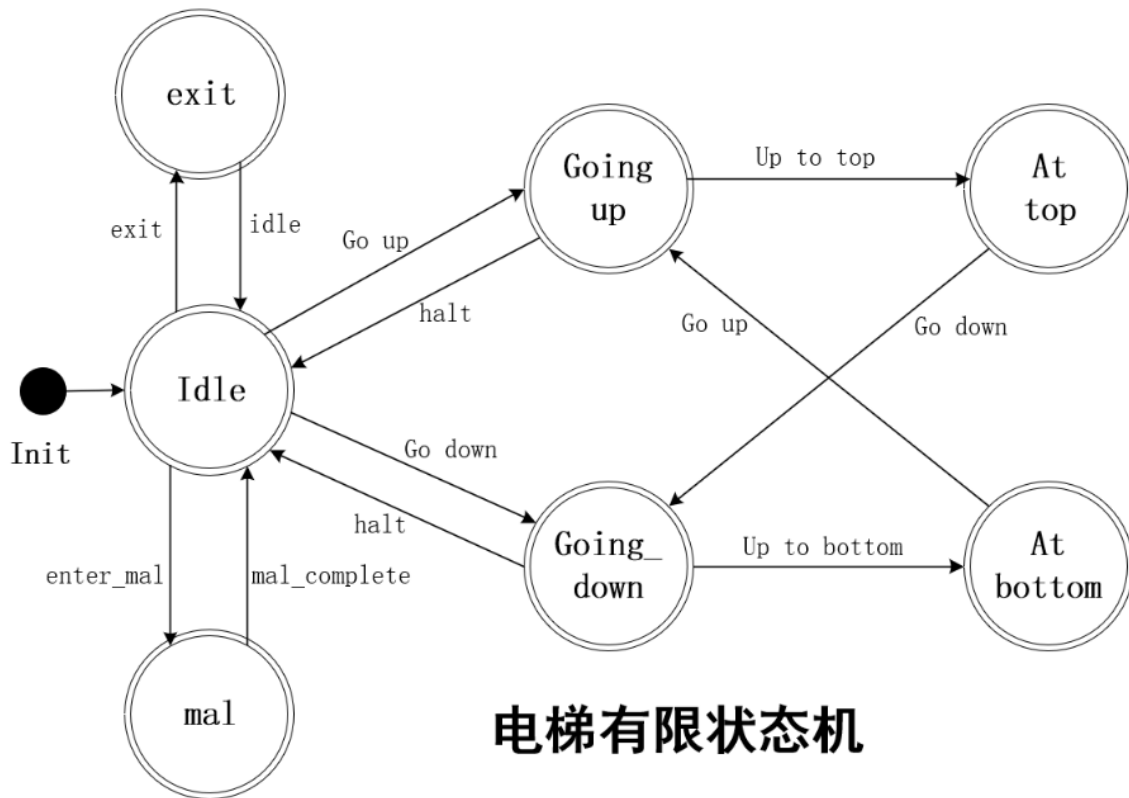 exit
Going
up
Up to top
At
top
exit
idle
Go up
halt
Go up
Go down
Idle
Init
Go down
halt
Going_
down
Up to bottom
At
bottom
enter_mal
mal_complete
mal
电梯有限状态机